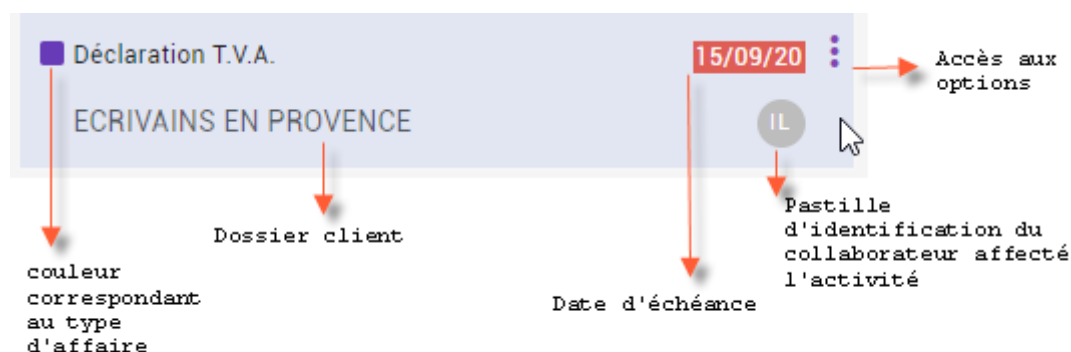 Déclaration T.V.A.
15/09/20
Accès aux
options
ECRIVAINS EN PROVENCE
IL
Pastille
d'identification du
collaborateur affecté
l'activité
Dossier client
couleur
correspondant
au type
d'affaire
Date d'échéance